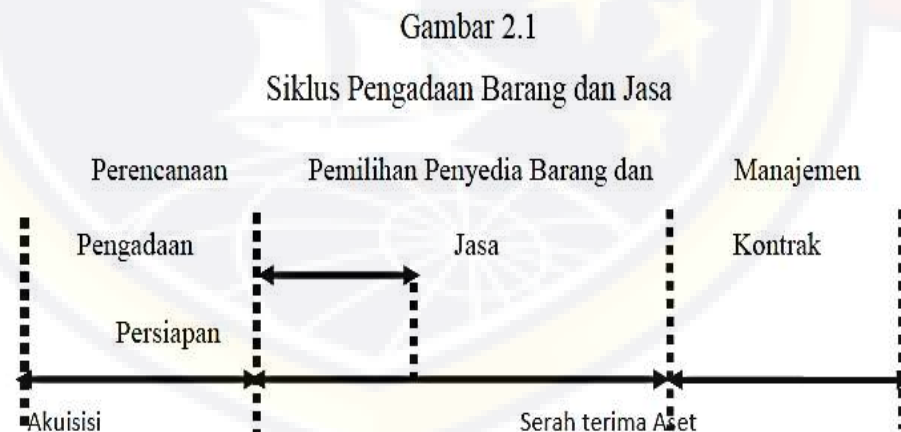 Gambar 2.1
Siklus Pengadaan Barang dan Jasa
Perencanaan Pemilihan Penyedia Barang dan Manajemen
Pengadaan Jasa Kontrak
Persiapan
Akuisisi Serah terima Aset